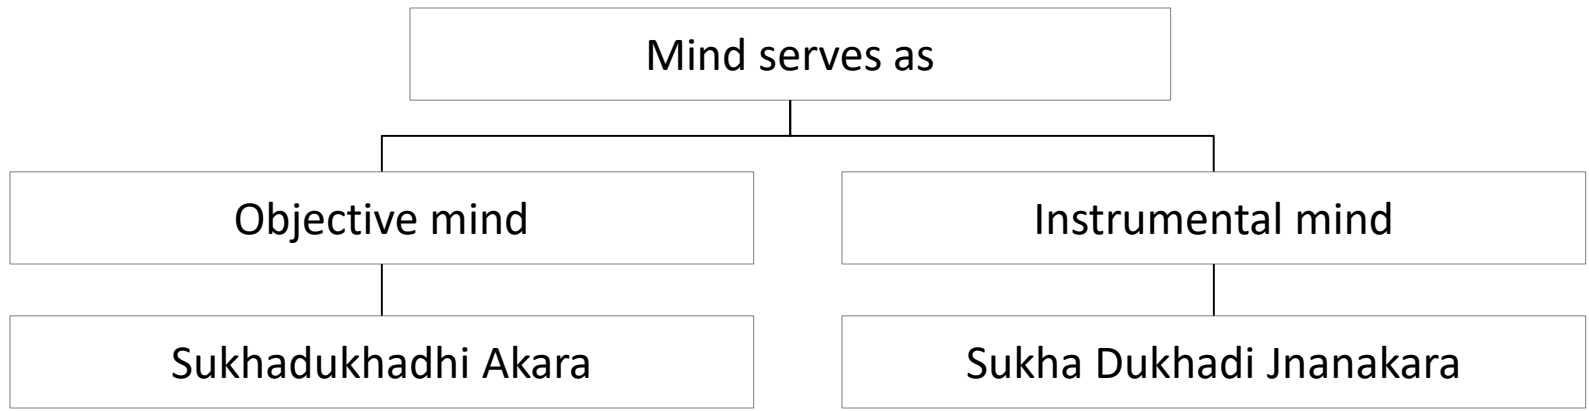 Mind serves as
Objective mind
Instrumental mind
Sukhadukhadhi Akara
Sukha Dukhadi Jnanakara